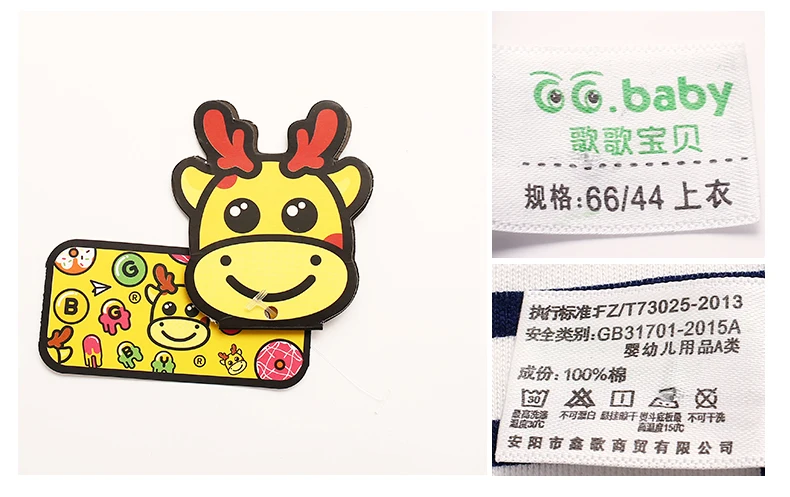 G
B
G®
G
B Y ®
GG.baby
歌歌宝贝
规格:66/44 上衣
执行标准:FZ/T73025-2013
安全类别:GB31701-2015A
婴幼儿用品A类
成份: 100%棉
30
最高洗涤温度30℃
不可漂白
悬挂晾干
熨斗底板最高温度150℃
不可干洗
安阳市鑫歌商贸有限公司